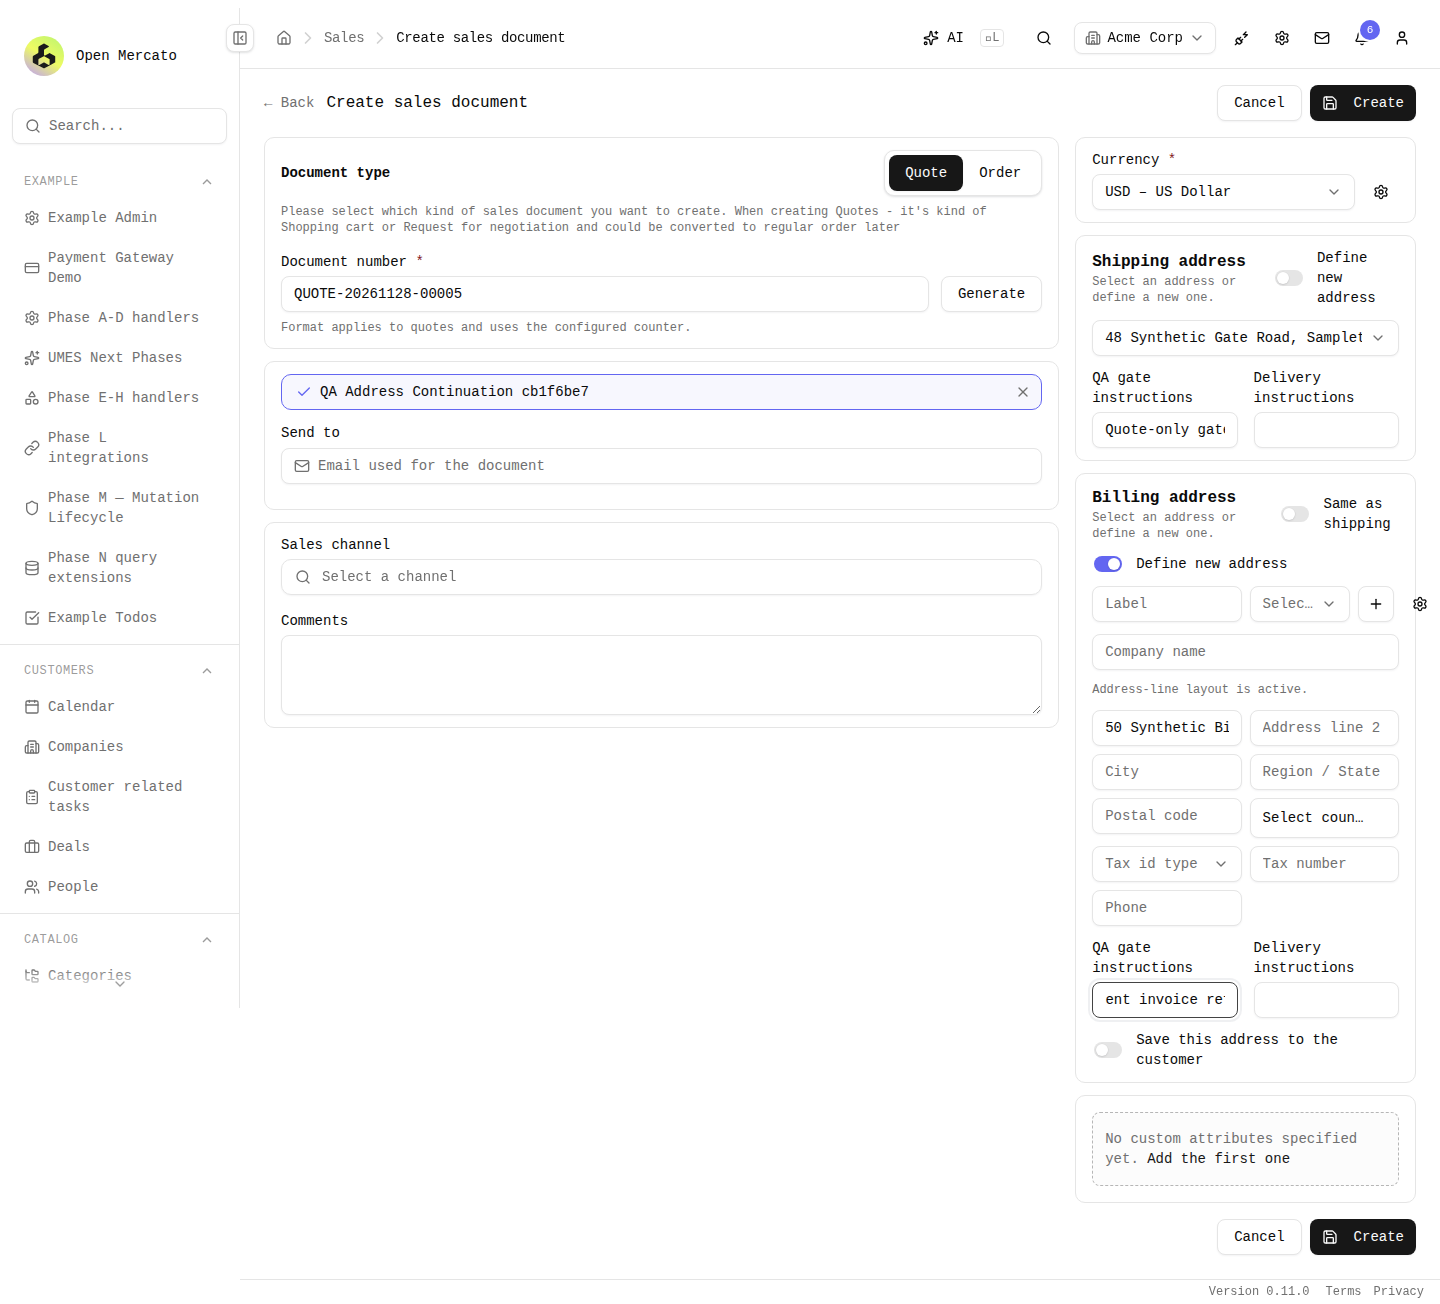 Open Mercato
Sales
Create sales document
AI
L
Acme Corp
6
← Back
Create sales document
Cancel
Create
Search...
EXAMPLE
Example Admin
Payment Gateway
Demo
Phase A-D handlers
UMES Next Phases
Phase E-H handlers
Phase L
integrations
Phase M — Mutation
Lifecycle
Phase N query
extensions
Example Todos
CUSTOMERS
Calendar
Companies
Customer related
tasks
Deals
People
CATALOG
Categories
Document type
Quote
Order
Please select which kind of sales document you want to create. When creating Quotes - it's kind of
Shopping cart or Request for negotiation and could be converted to regular order later
Document number *
QUOTE-20261128-00005
Generate
Format applies to quotes and uses the configured counter.
QA Address Continuation cb1f6be7
Send to
Email used for the document
Sales channel
Select a channel
Comments
Currency *
USD – US Dollar
Shipping address
Select an address or
define a new one.
Define
new
address
48 Synthetic Gate Road, Samplet
QA gate
instructions
Delivery
instructions
Quote-only gate
Billing address
Select an address or
define a new one.
Same as
shipping
Define new address
Label
Selec…
Company name
Address-line layout is active.
50 Synthetic Bi
Address line 2
City
Region / State
Postal code
Select coun…
Tax id type
Tax number
Phone
QA gate
instructions
Delivery
instructions
ent invoice ref
Save this address to the
customer
No custom attributes specified
yet. Add the first one
Cancel
Create
Version 0.11.0
Terms
Privacy